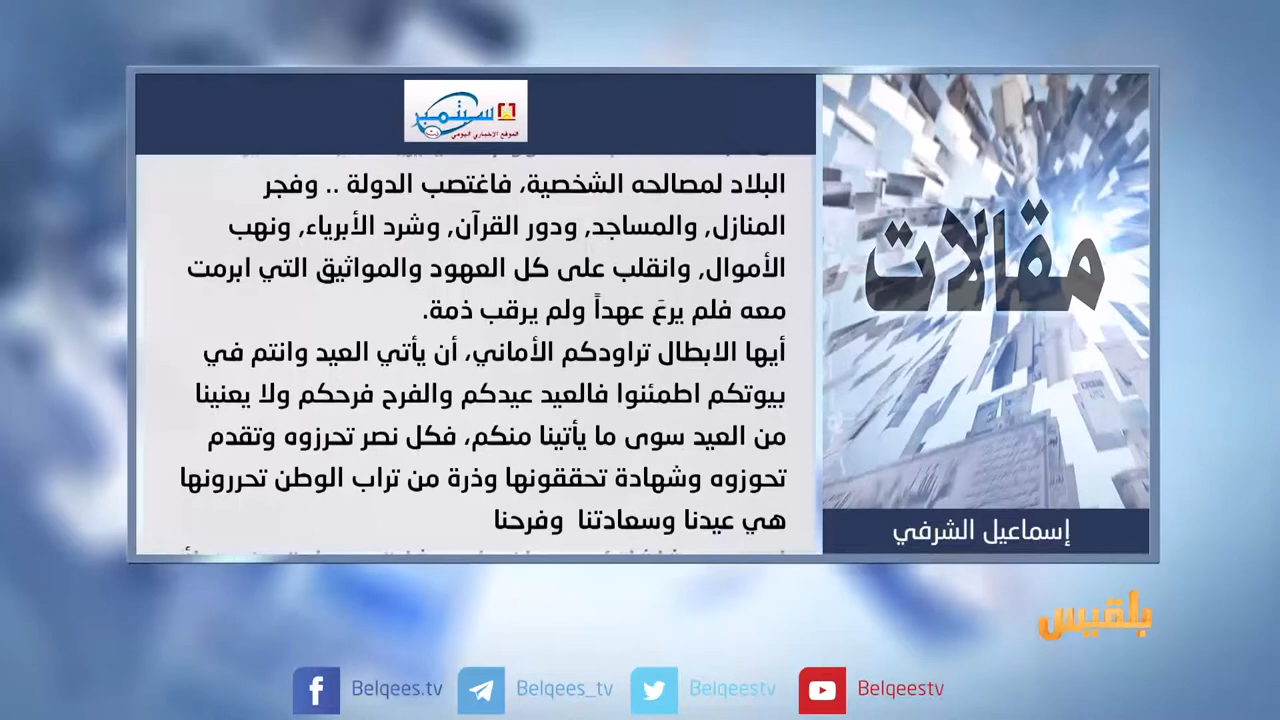 سبتمبر
الموقع الإخباري اليومي
البلاد لمصالحه الشخصية، فاغتصب الدولة .. وفجر
المنازل، والمساجد، ودور القرآن، وشرد الأبرياء، ونهب
الأموال، وانقلب على كل العهود والمواثيق التي ابرمت
معه فلم يرعَ عهداً ولم يرقب ذمة.
أيها الابطال تراودكم الأماني، أن يأتي العيد وانتم في
بيوتكم اطمئنوا فالعيد عيدكم والفرح فرحكم ولا يعنينا
من العيد سوى ما يأتينا منكم، فكل نصر تحرزوه وتقدم
تحوزوه وشهادة تحققونها وذرة من تراب الوطن تحررونها
هي عيدنا وسعادتنا وفرحنا
مقالات
إسماعيل الشرفي
بلقيس
Belqees.tv
Belqees_tv
Belqeestv
Belqeestv